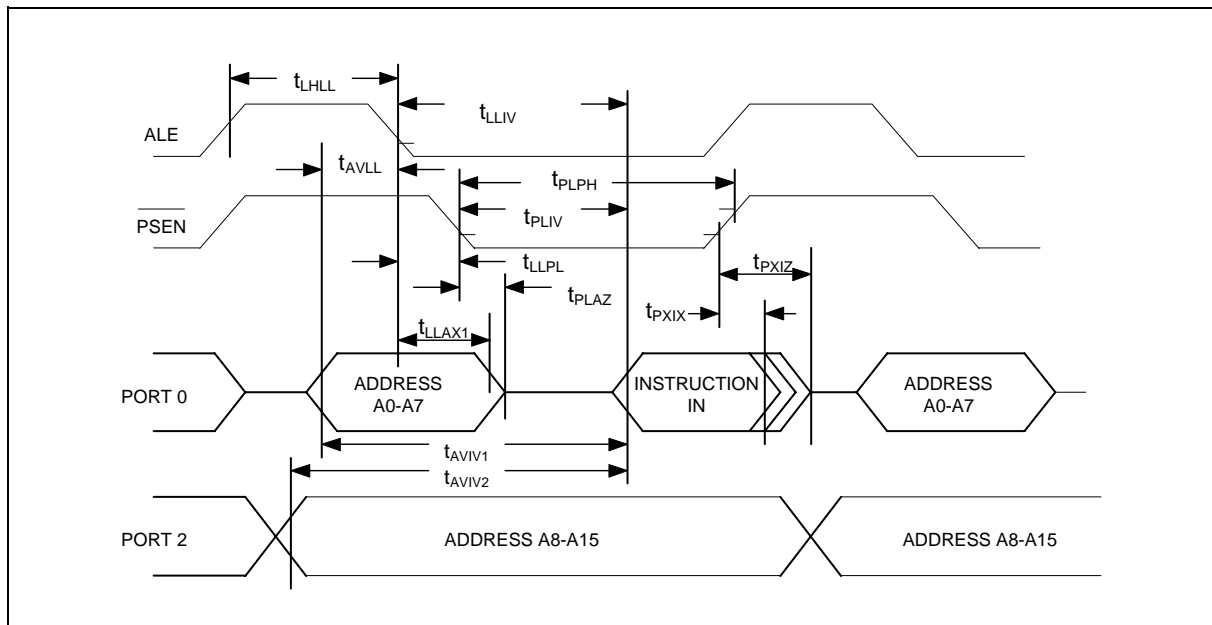 tLHLL
tLLIV
ALE
tAVLL
tPLPH
PSEN
tPLIV
tLLPL
tPXIZ
tPLAZ
tPXIX
tLLAX1
PORT 0
ADDRESS
A0-A7
INSTRUCTION
IN
ADDRESS
A0-A7
tAVIV1
tAVIV2
PORT 2
ADDRESS A8-A15
ADDRESS A8-A15